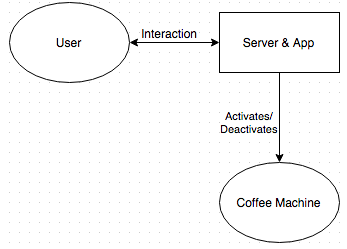 User
Interaction
Server & App
Activates/
Deactivates
Coffee Machine